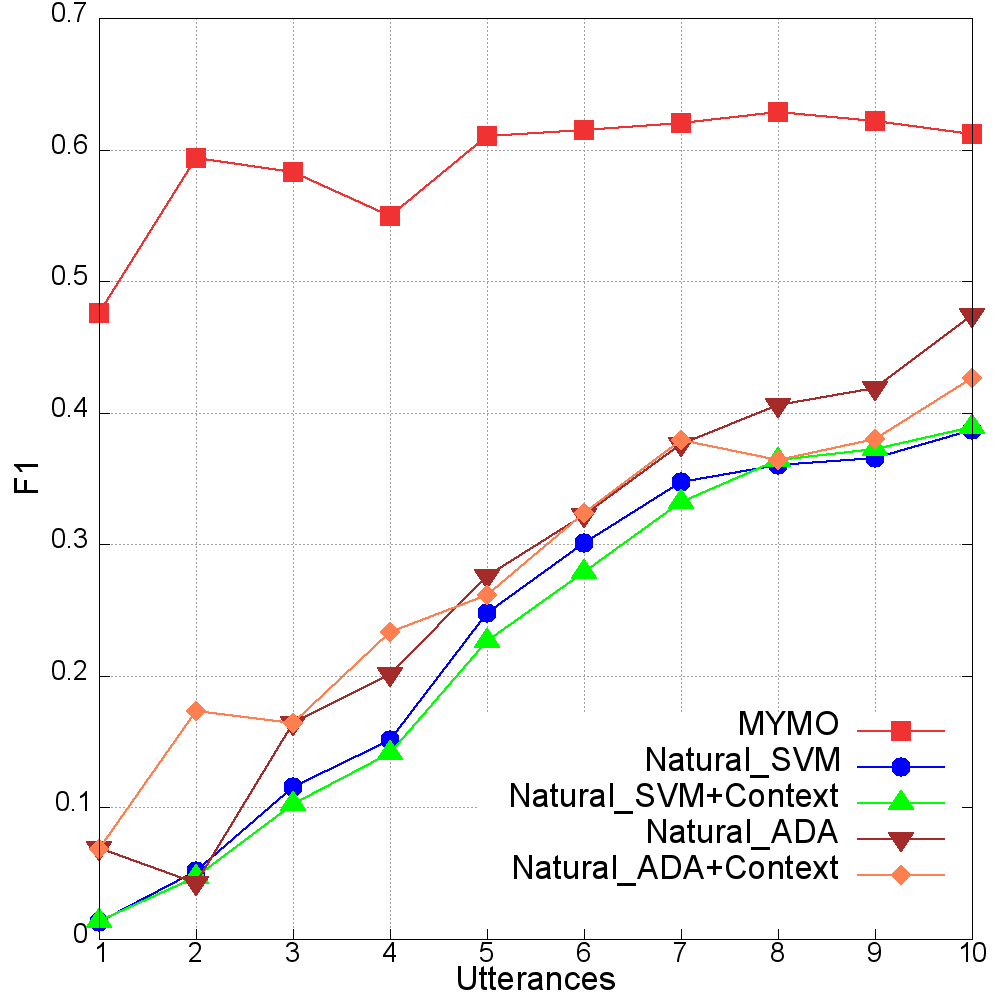 0.7
0.6
0.5
0.4
0.3
0.2
0.1
0
F1
1 2 3 4 5 6 7 8 9 10
Utterances
MYMO
Natural_SVM
Natural_SVM+Context
Natural_ADA
Natural_ADA+Context